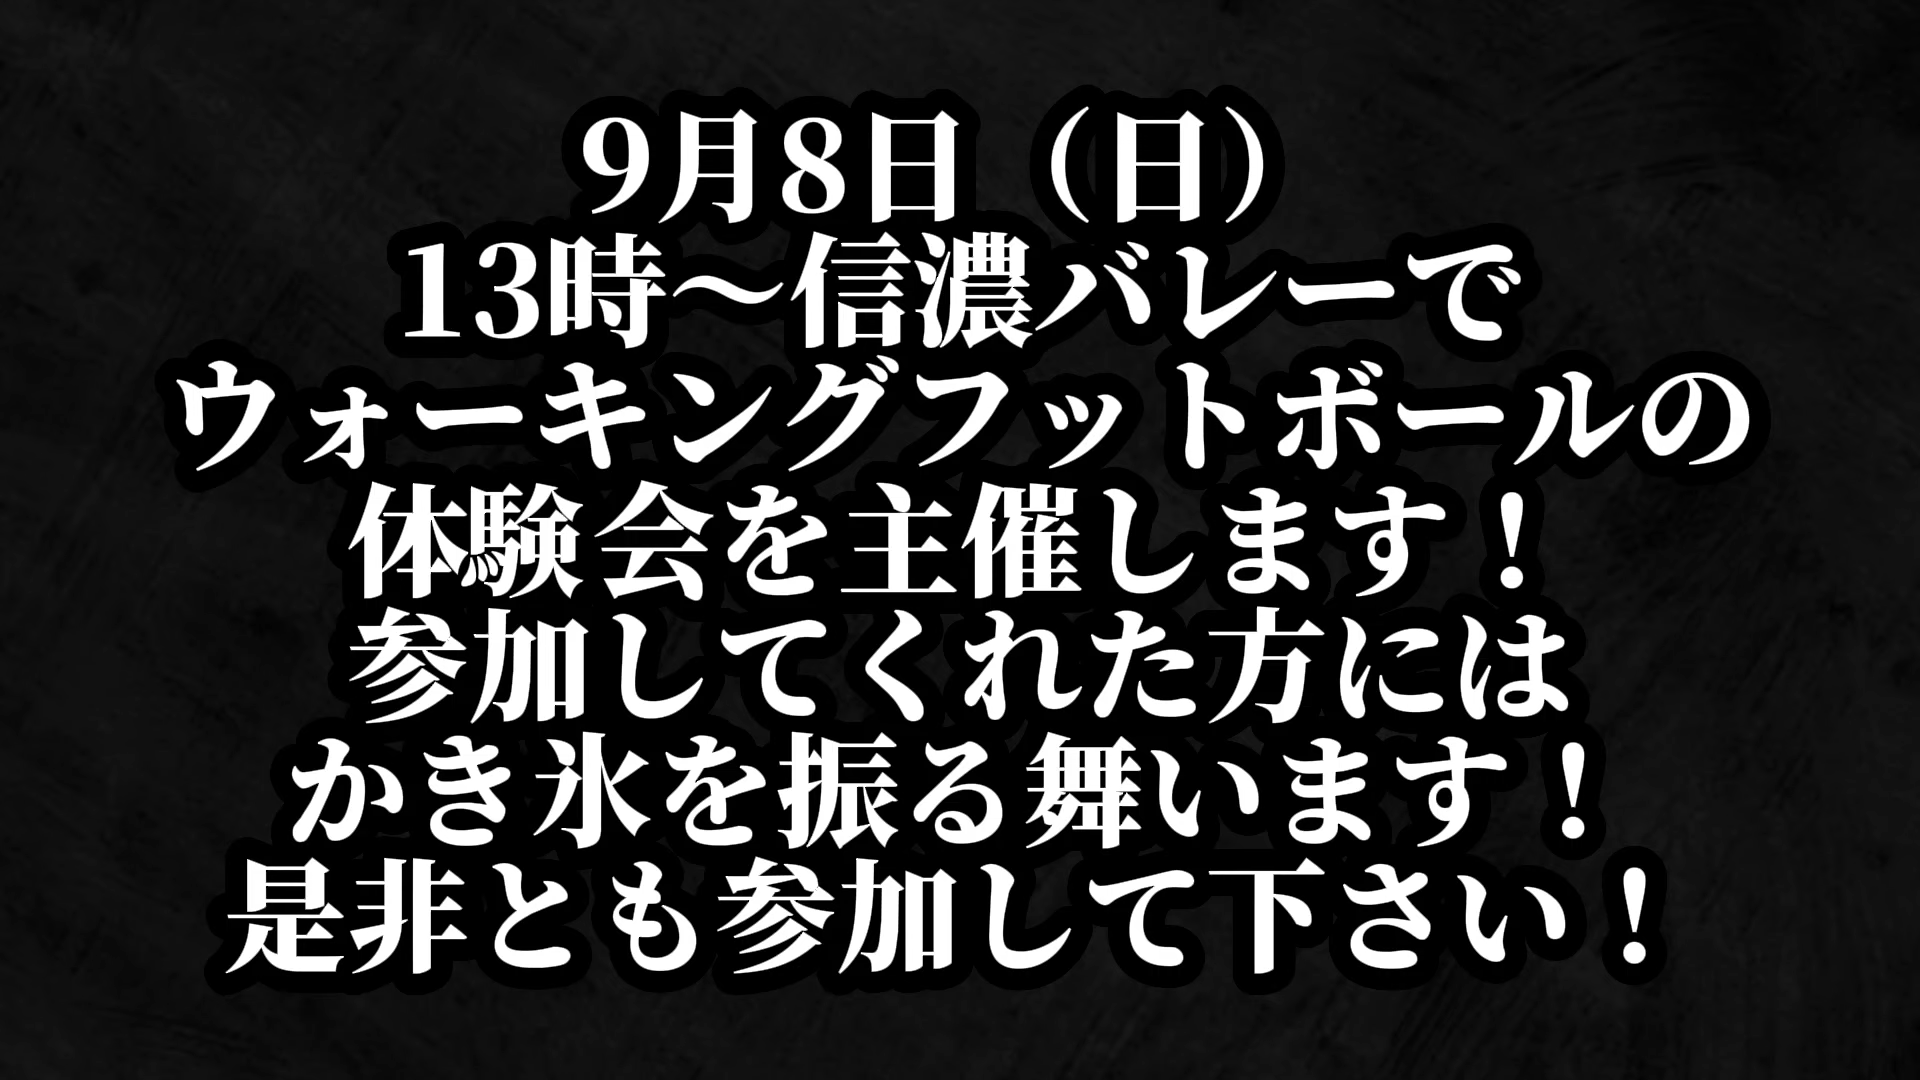 9月8日（日）
13時～信濃バレーで
ウォーキングフットボールの
体験会を主催します！
参加してくれた方には
かき氷を振る舞います！
是非とも参加して下さい！